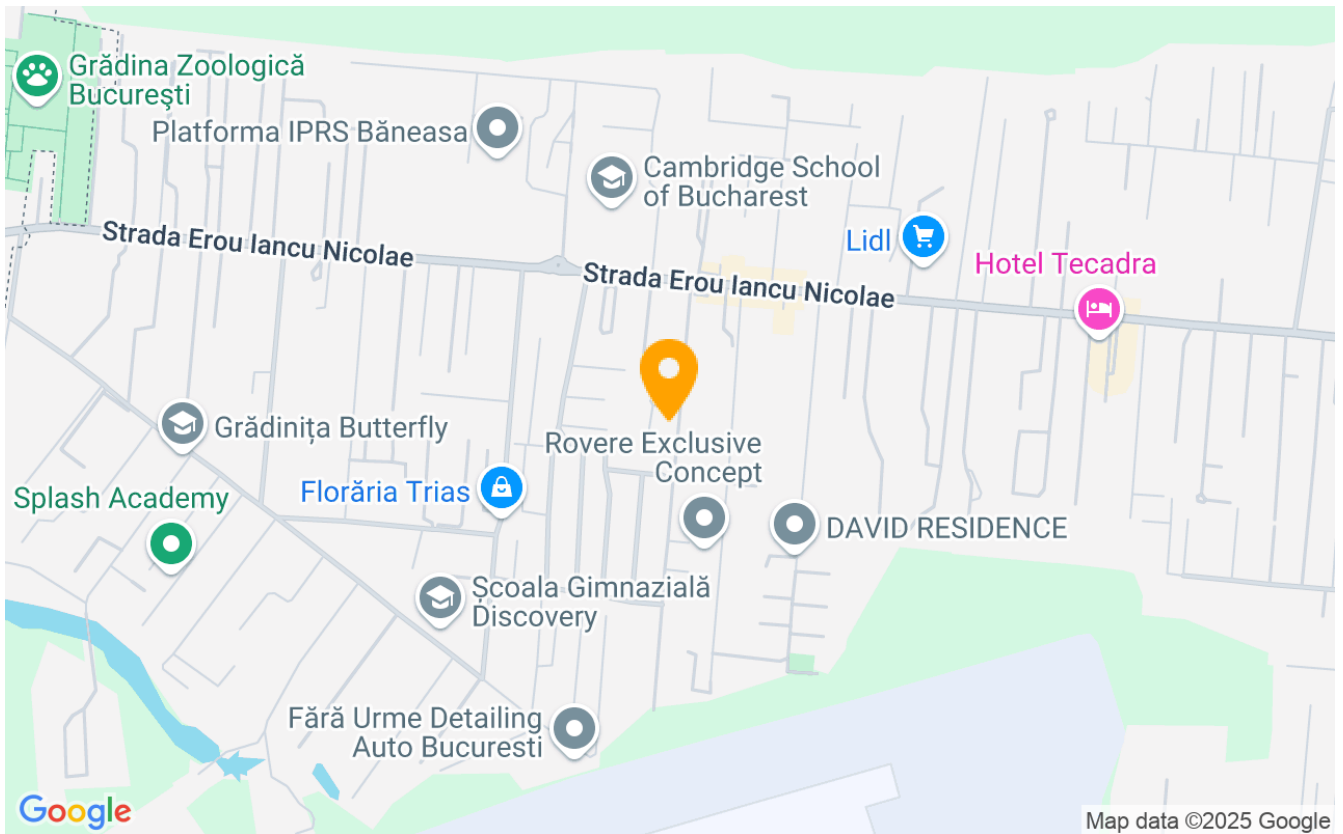 Grădina Zoologică
Bucureşti
Platforma IPRS Băneasa
Cambridge School
of Bucharest
Strada Erou Iancu Nicolae
Lidl
Hotel Tecadra
Strada Erou Iancu Nicolae
Grădinița Butterfly
Rovere Exclusive
Concept
Florăria Trias
Splash Academy
DAVID RESIDENCE
Școala Gimnazială
Discovery
Fără Urme Detailing
Auto Bucuresti
Google
Map data ©2025 Google